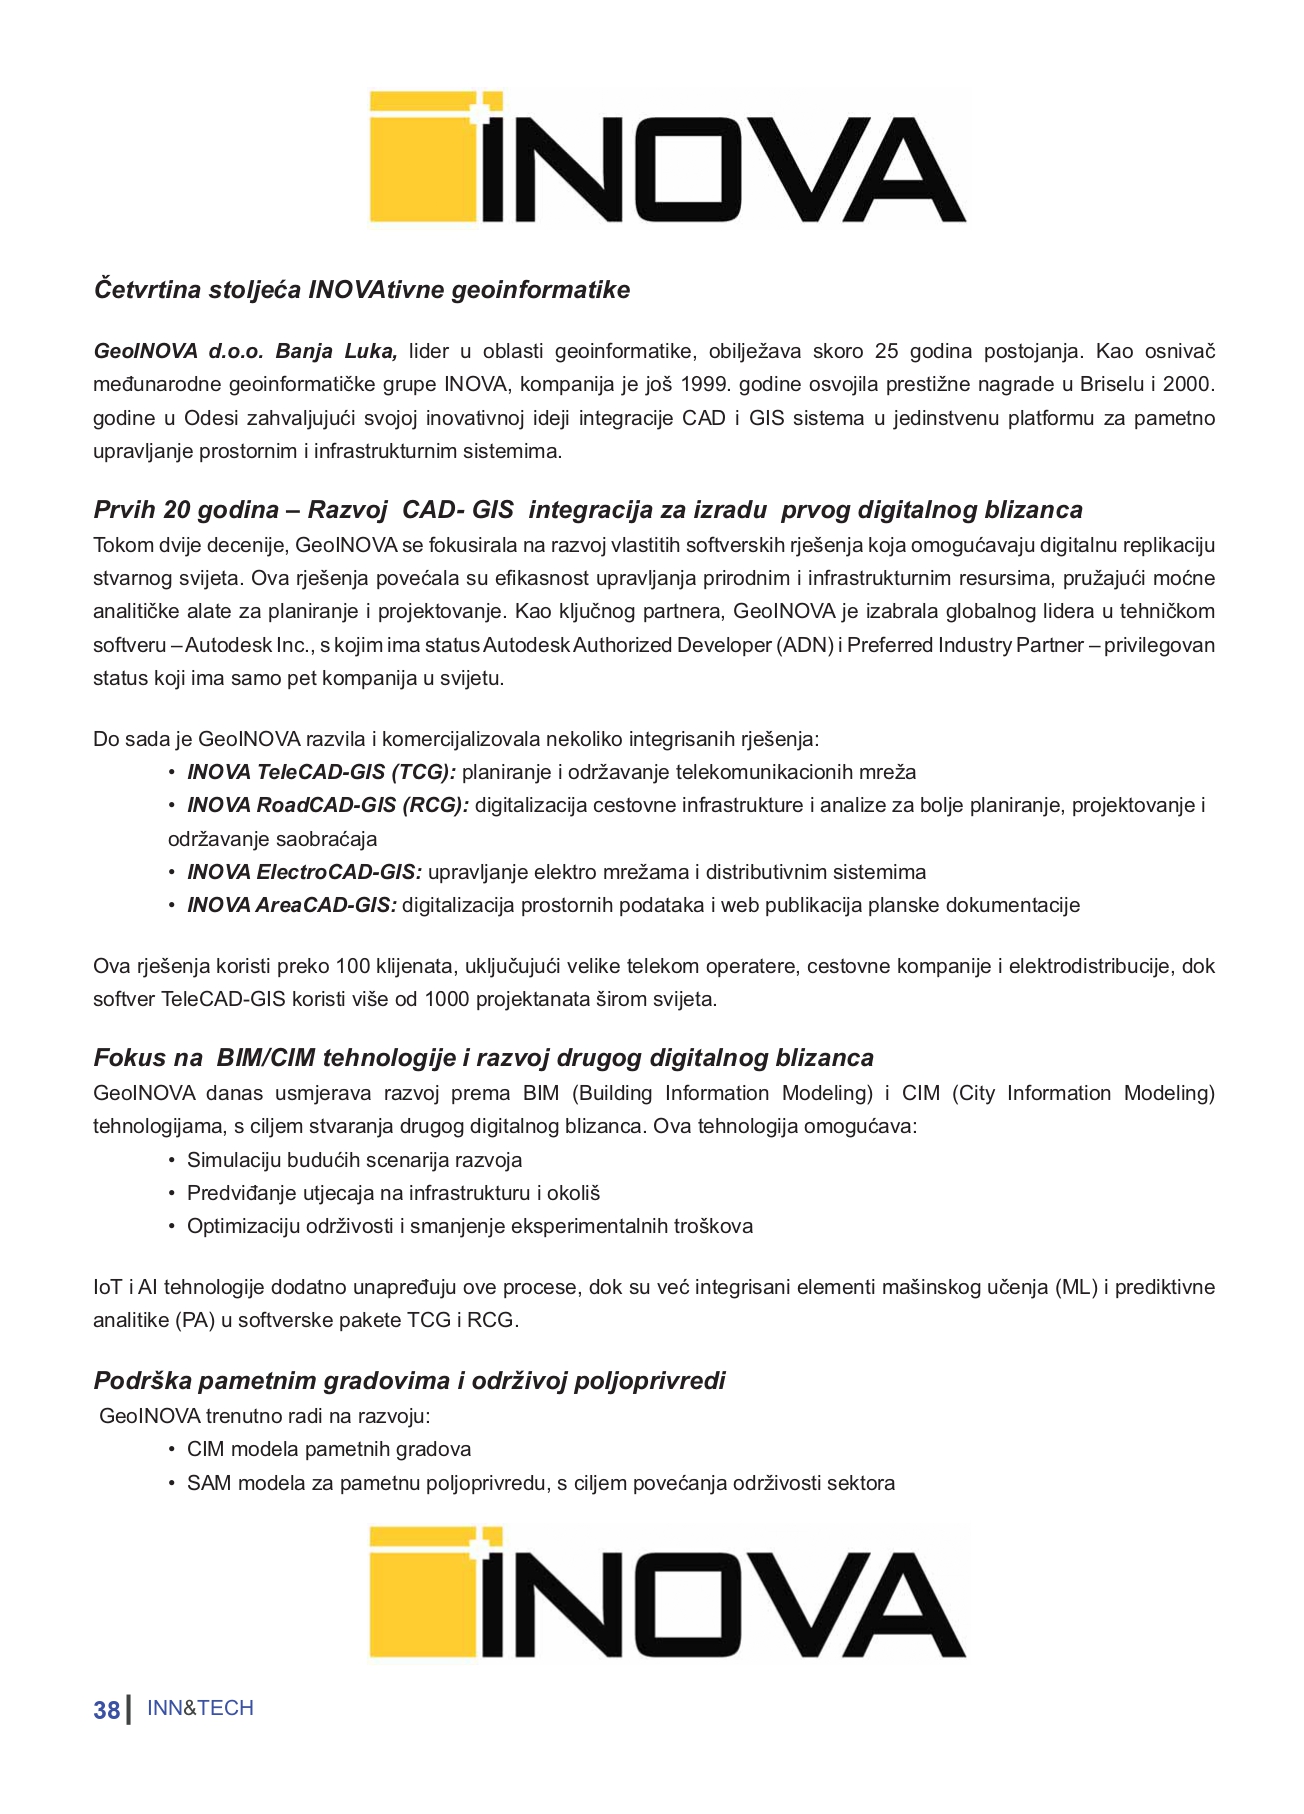 INOVA
Četvrtina stoljeća INOVAtivne geoinformatike
GeoINOVA d.o.o. Banja Luka, lider u oblasti geoinformatike, obilježava skoro 25 godina postojanja. Kao osnivač
međunarodne geoinformatičke grupe INOVA, kompanija je još 1999. godine osvojila prestižne nagrade u Briselu i 2000.
godine u Odesi zahvaljujući svojoj inovativnoj ideji integracije CAD i GIS sistema u jedinstvenu platformu za pametno
upravljanje prostornim i infrastrukturnim sistemima.
Prvih 20 godina – Razvoj CAD- GIS integracija za izradu prvog digitalnog blizanca
Tokom dvije decenije, GeoINOVA se fokusirala na razvoj vlastitih softverskih rješenja koja omogućavaju digitalnu replikaciju
stvarnog svijeta. Ova rješenja povećala su efikasnost upravljanja prirodnim i infrastrukturnim resursima, pružajući moćne
analitičke alate za planiranje i projektovanje. Kao ključnog partnera, GeoINOVA je izabrala globalnog lidera u tehničkom
softveru – Autodesk Inc., s kojim ima status Autodesk Authorized Developer (ADN) i Preferred Industry Partner – privilegovan
status koji ima samo pet kompanija u svijetu.
Do sada je GeoINOVA razvila i komercijalizovala nekoliko integrisanih rješenja:
• INOVA TeleCAD-GIS (TCG): planiranje i održavanje telekomunikacionih mreža
• INOVA RoadCAD-GIS (RCG): digitalizacija cestovne infrastrukture i analize za bolje planiranje, projektovanje i
održavanje saobraćaja
• INOVA ElectroCAD-GIS: upravljanje elektro mrežama i distributivnim sistemima
• INOVA AreaCAD-GIS: digitalizacija prostornih podataka i web publikacija planske dokumentacije
Ova rješenja koristi preko 100 klijenata, uključujući velike telekom operatere, cestovne kompanije i elektrodistribucije, dok
softver TeleCAD-GIS koristi više od 1000 projektanata širom svijeta.
Fokus na BIM/CIM tehnologije i razvoj drugog digitalnog blizanca
GeoINOVA danas usmjerava razvoj prema BIM (Building Information Modeling) i CIM (City Information Modeling)
tehnologijama, s ciljem stvaranja drugog digitalnog blizanca. Ova tehnologija omogućava:
• Simulaciju budućih scenarija razvoja
• Predviđanje utjecaja na infrastrukturu i okoliš
• Optimizaciju održivosti i smanjenje eksperimentalnih troškova
IoT i AI tehnologije dodatno unapređuju ove procese, dok su već integrisani elementi mašinskog učenja (ML) i prediktivne
analitike (PA) u softverske pakete TCG i RCG.
Podrška pametnim gradovima i održivoj poljoprivredi
GeoINOVA trenutno radi na razvoju:
• CIM modela pametnih gradova
• SAM modela za pametnu poljoprivredu, s ciljem povećanja održivosti sektora
INOVA
38 | INN&TECH